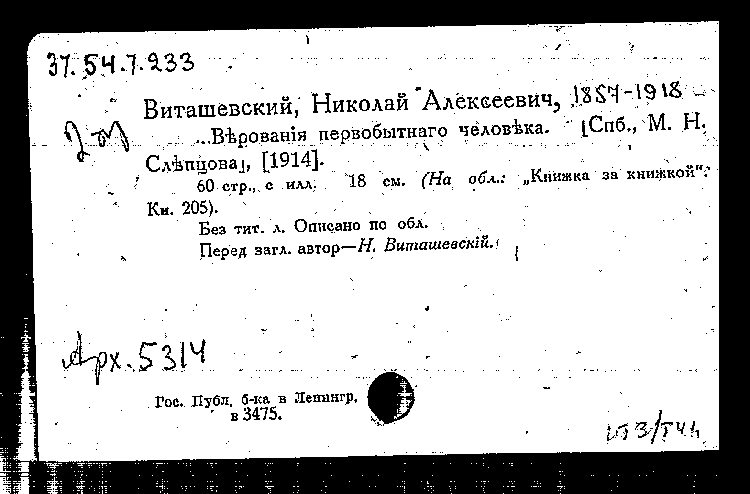 37.54.7.233
Виташевский, Николай Алексеевич, 1857-1918
...Вѣрованія первобытнаго человѣка. [Спб., М. Н.
Слѣпцова], [1914].
60 стр., с илл. 18 см. (На обл.: „Книжка за книжкой".
Кн. 205).
Без тит. л. Описано по обл.
Перед загл. автор—Н. Виташевскій.
Арх. 5314
Гос. Публ. б-ка в Ленингр.
в 3475.